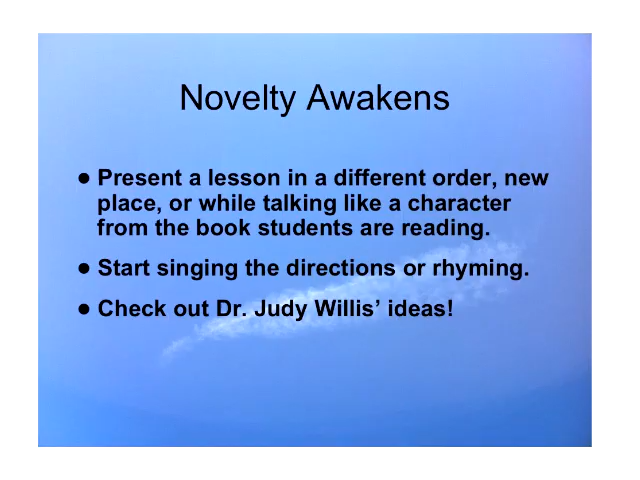 Novelty Awakens
• Present a lesson in a different order, new
place, or while talking like a character
from the book students are reading.
• Start singing the directions or rhyming.
• Check out Dr. Judy Willis’ ideas!